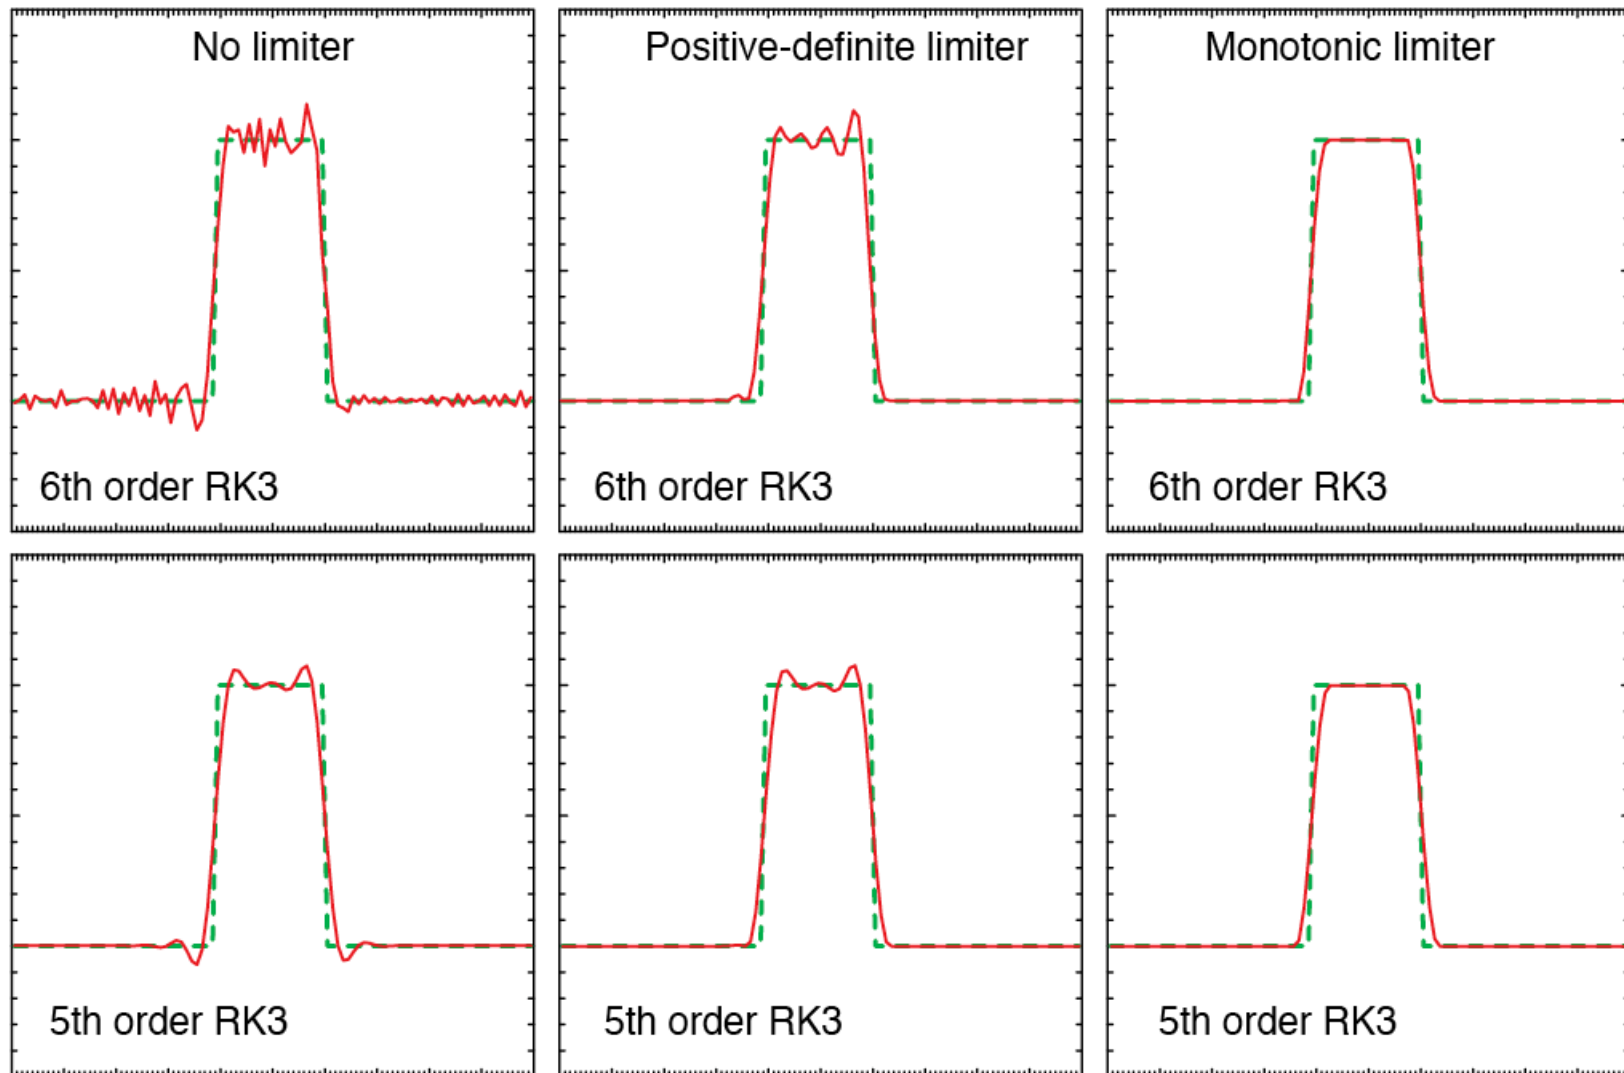 No limiter
Positive-definite limiter
Monotonic limiter
6th order RK3
6th order RK3
6th order RK3
5th order RK3
5th order RK3
5th order RK3